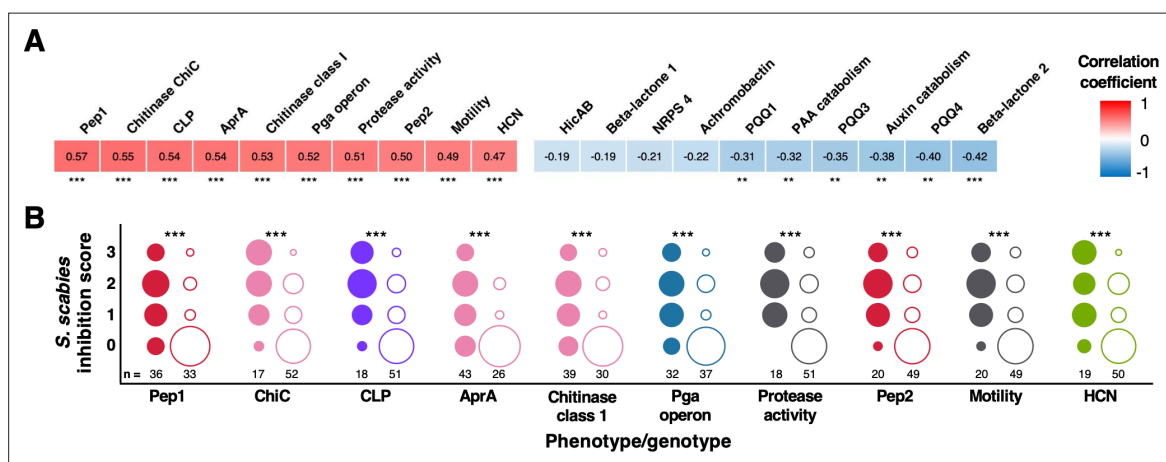 A
Pep1 Chitinase ChiC CLP AprA Chitinase class I Pga operon Protease activity Pep2 Motility HCN HicAB Beta-lactone 1 NRPS 4 Achromobactin PQQ1 PAA catabolism PQQ3 Auxin catabolism PQQ4 Beta-lactone 2
0.57 0.55 0.54 0.54 0.53 0.52 0.51 0.50 0.49 0.47 -0.19 -0.19 -0.21 -0.22 -0.31 -0.32 -0.35 -0.38 -0.40 -0.42
*** *** *** *** *** *** *** *** *** *** ** ** ** ** ** ***
Correlation
coefficient
1
0
-1
B
*** *** *** *** *** *** *** *** *** ***
S. scabies
inhibition score
3
2
1
0
n = 36 33 17 52 18 51 43 26 39 30 32 37 18 51 20 49 20 49 19 50
Pep1 ChiC CLP AprA Chitinase Pga Protease Pep2 Motility HCN
class 1 operon activity
Phenotype/genotype